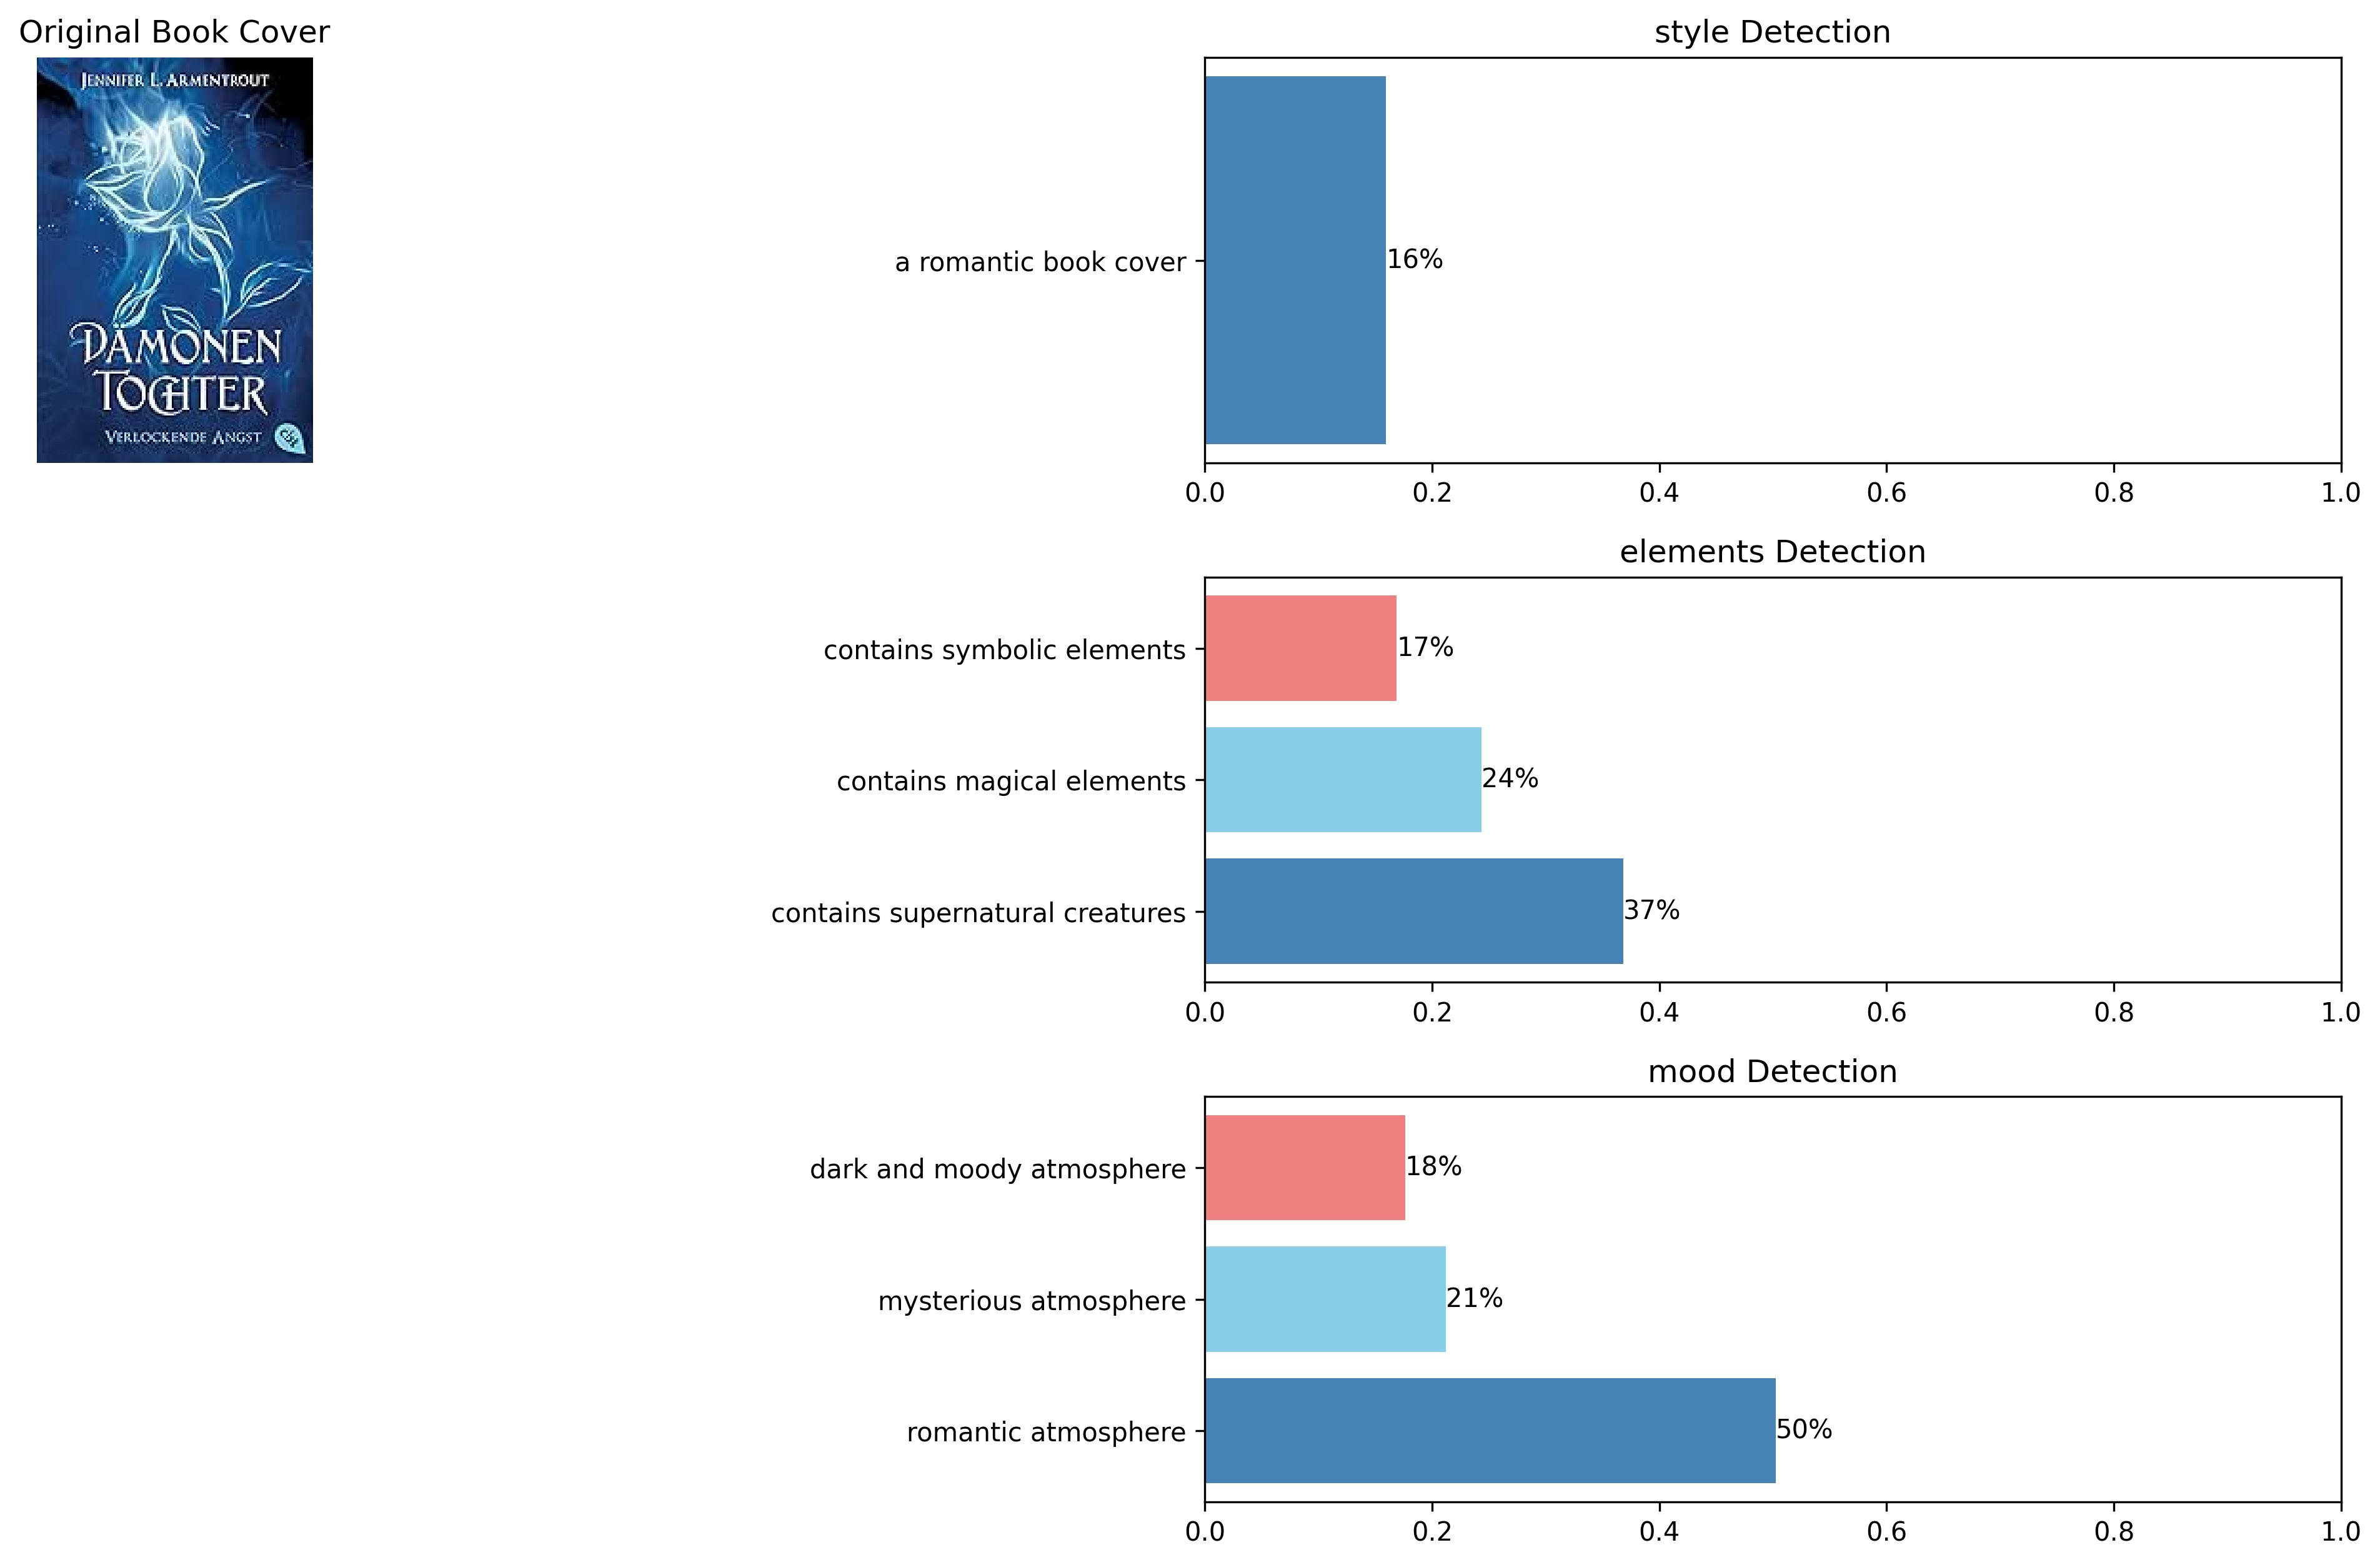 Original Book Cover
JENNIFER L. ARMENTROUT
DÄMONEN
TOCHTER
VERLOCKENDE ANGST
cbt
style Detection
a romantic book cover
16%
0.0 0.2 0.4 0.6 0.8 1.0
elements Detection
contains symbolic elements
17%
contains magical elements
24%
contains supernatural creatures
37%
0.0 0.2 0.4 0.6 0.8 1.0
mood Detection
dark and moody atmosphere
18%
mysterious atmosphere
21%
romantic atmosphere
50%
0.0 0.2 0.4 0.6 0.8 1.0